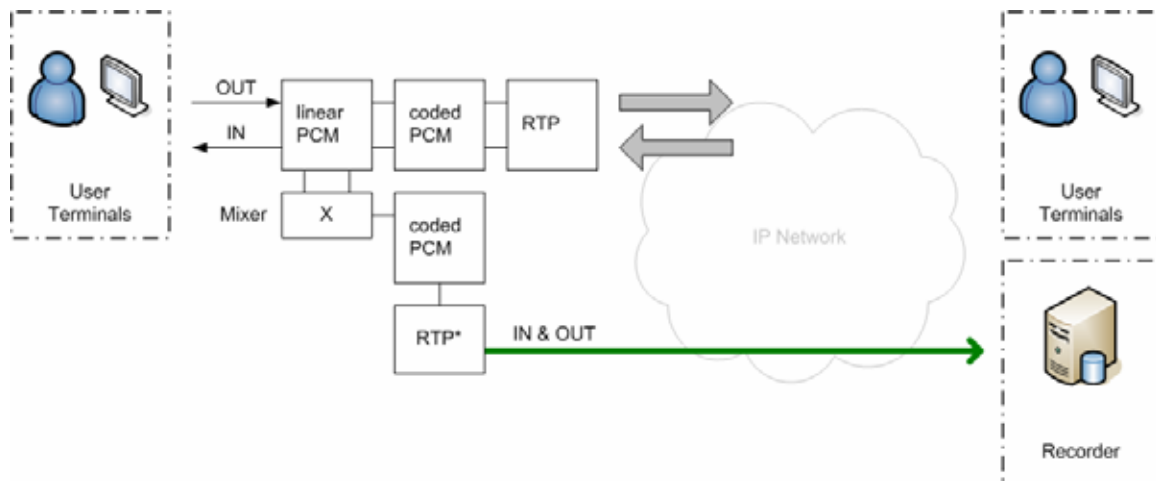 OUT
IN
linear
PCM
coded
PCM
RTP
User
Terminals
User
Terminals
Mixer
X
coded
PCM
IP Network
RTP*
IN & OUT
Recorder